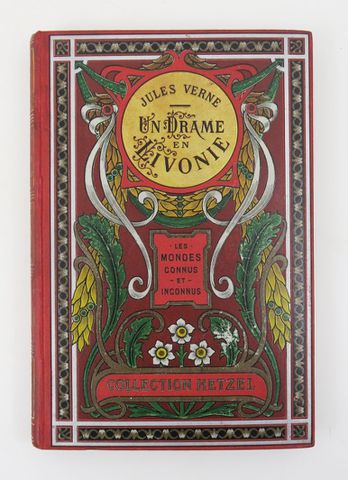 JULES VERNE
UN DRAME
EN
LIVONIE
LES
MONDES
CONNUS
- ET -
INCONNUS
COLLECTION HETZEL